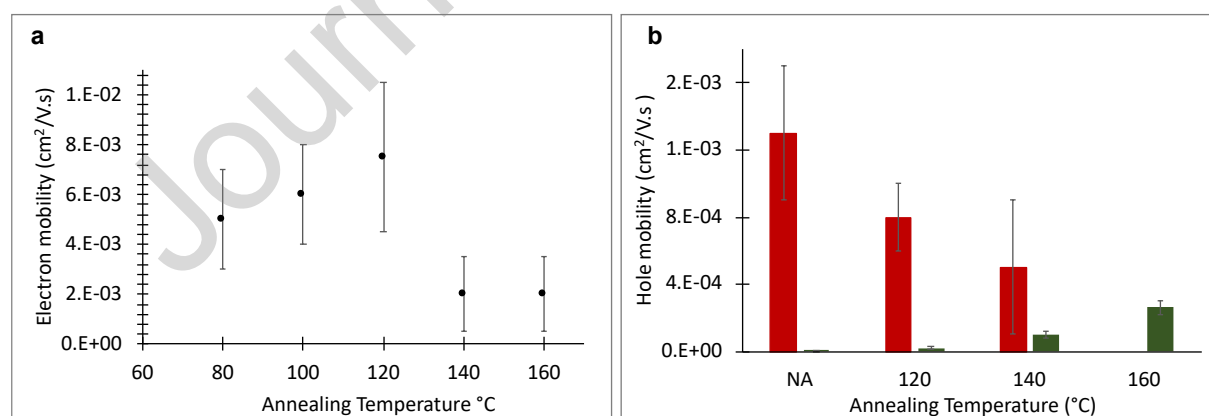 Journ
a
Electron mobility (cm²/V.s)
1.E-02
8.E-03
6.E-03
4.E-03
2.E-03
0.E+00
60 80 100 120 140 160
Annealing Temperature °C
b
Hole mobility (cm²/V.s )
2.E-03
1.E-03
8.E-04
4.E-04
0.E+00
NA 120 140 160
Annealing Temperature (°C)